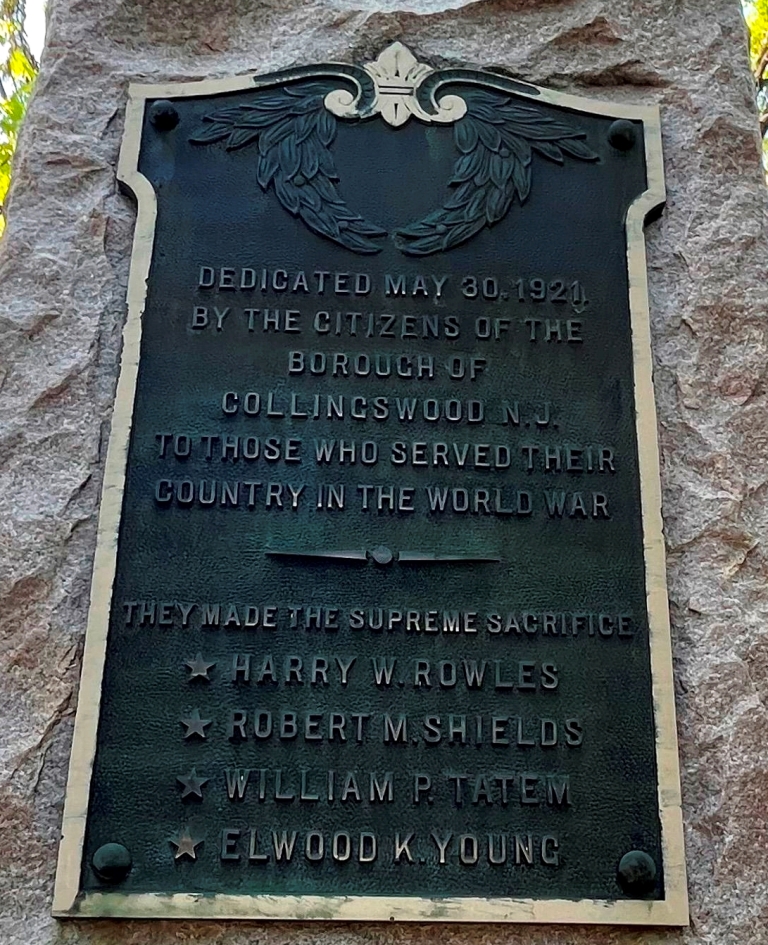 DEDICATED MAY 30, 1921,
BY THE CITIZENS OF THE
BOROUGH OF
COLLINGSWOOD N.J.
TO THOSE WHO SERVED THEIR
COUNTRY IN THE WORLD WAR
THEY MADE THE SUPREME SACRIFICE
HARRY W. ROWLES
ROBERT M. SHIELDS
WILLIAM P. TATEM
ELWOOD K. YOUNG